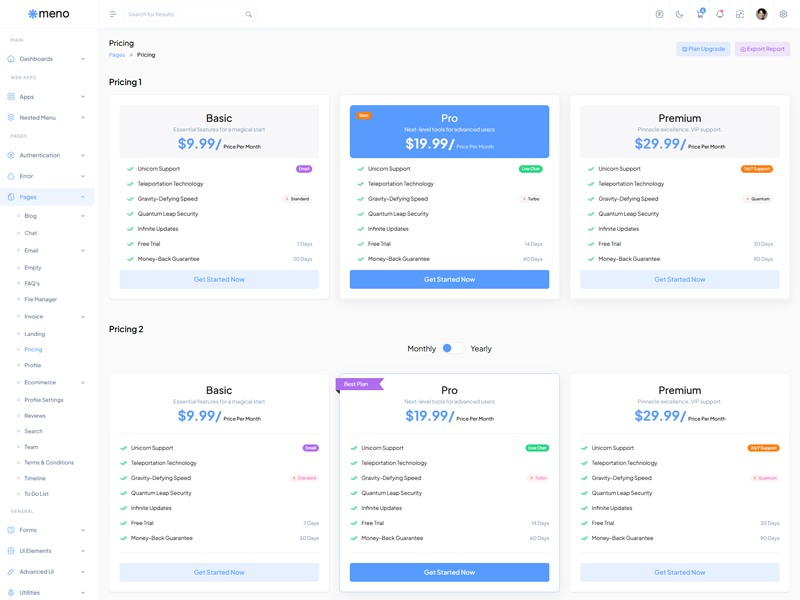 meno
Search for Results...
4
MAIN
Dashboards
WEB APPS
Apps
Nested Menu
PAGES
Authentication
Error
Pages
Blog
Chat
Email
Empty
FAQ's
File Manager
Invoice
Landing
Pricing
Profile
Ecommerce
Profile Settings
Reviews
Search
Team
Terms & Conditions
Timeline
To Do List
GENERAL
Forms
Ui Elements
Advanced UI
Utilities
Pricing
Pages » Pricing
Plan Upgrade
Export Report
Pricing 1
Basic
Essential features for a magical start
$9.99/ Price Per Month
Unicorn Support Email
Teleportation Technology
Gravity-Defying Speed Standard
Quantum Leap Security
Infinite Updates
Free Trial 7 Days
Money-Back Guarantee 30 Days
Get Started Now
Best
Pro
Next-level tools for advanced users
$19.99/ Price Per Month
Unicorn Support Live Chat
Teleportation Technology
Gravity-Defying Speed Turbo
Quantum Leap Security
Infinite Updates
Free Trial 14 Days
Money-Back Guarantee 60 Days
Get Started Now
Premium
Pinnacle excellence, VIP support.
$29.99/ Price Per Month
Unicorn Support 24/7 Support
Teleportation Technology
Gravity-Defying Speed Quantum
Quantum Leap Security
Infinite Updates
Free Trial 30 Days
Money-Back Guarantee 90 Days
Get Started Now
Pricing 2
Monthly Yearly
Basic
Essential features for a magical start
$9.99/ Price Per Month
Unicorn Support Email
Teleportation Technology
Gravity-Defying Speed Standard
Quantum Leap Security
Infinite Updates
Free Trial 7 Days
Money-Back Guarantee 30 Days
Get Started Now
Best Plan
Pro
Next-level tools for advanced users
$19.99/ Price Per Month
Unicorn Support Live Chat
Teleportation Technology
Gravity-Defying Speed Turbo
Quantum Leap Security
Infinite Updates
Free Trial 14 Days
Money-Back Guarantee 60 Days
Get Started Now
Premium
Pinnacle excellence, VIP support.
$29.99/ Price Per Month
Unicorn Support 24/7 Support
Teleportation Technology
Gravity-Defying Speed Quantum
Quantum Leap Security
Infinite Updates
Free Trial 30 Days
Money-Back Guarantee 90 Days
Get Started Now